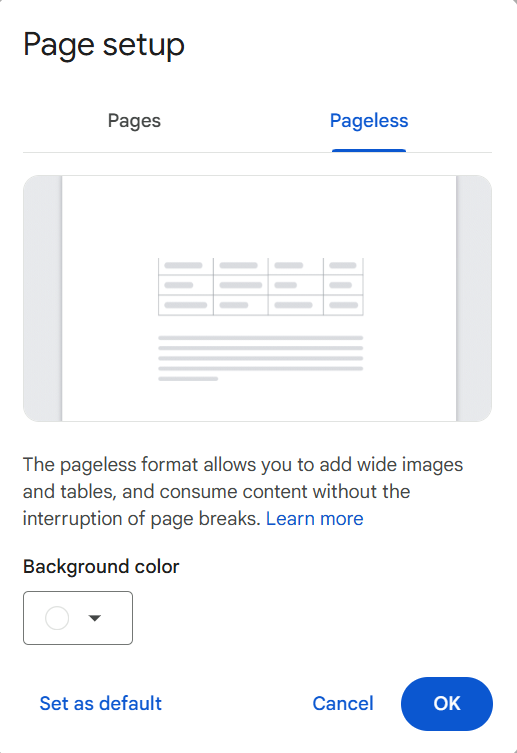 Page setup
Pages
Pageless
The pageless format allows you to add wide images
and tables, and consume content without the
interruption of page breaks. Learn more
Background color
Set as default
Cancel
OK